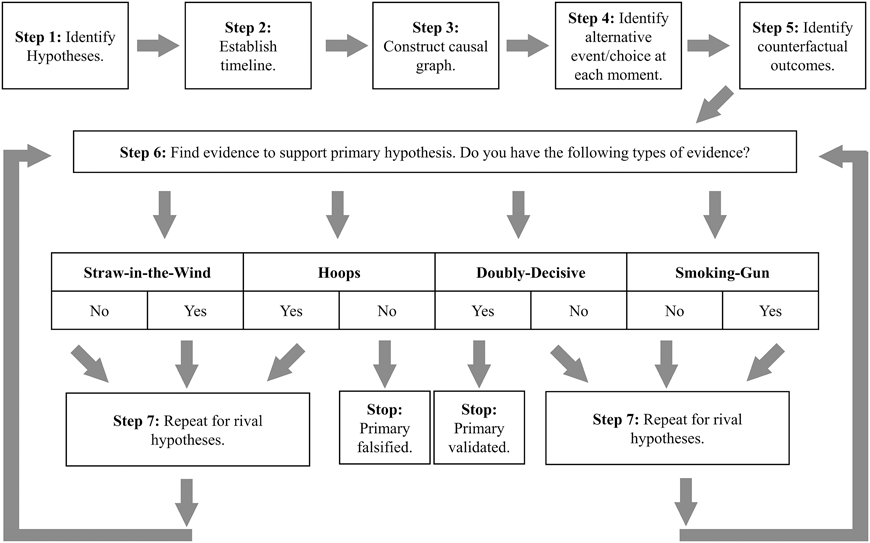 Step 1: Identify
Hypotheses.
Step 2:
Establish
timeline.
Step 3:
Construct causal
graph.
Step 4: Identify
alternative
event/choice at
each moment.
Step 5: Identify
counterfactual
outcomes.
Step 6: Find evidence to support primary hypothesis. Do you have the following types of evidence?
Straw-in-the-Wind
Hoops
Doubly-Decisive
Smoking-Gun
No
Yes
Yes
No
Yes
No
No
Yes
Step 7: Repeat for rival
hypotheses.
Stop:
Primary
falsified.
Stop:
Primary
validated.
Step 7: Repeat for rival
hypotheses.